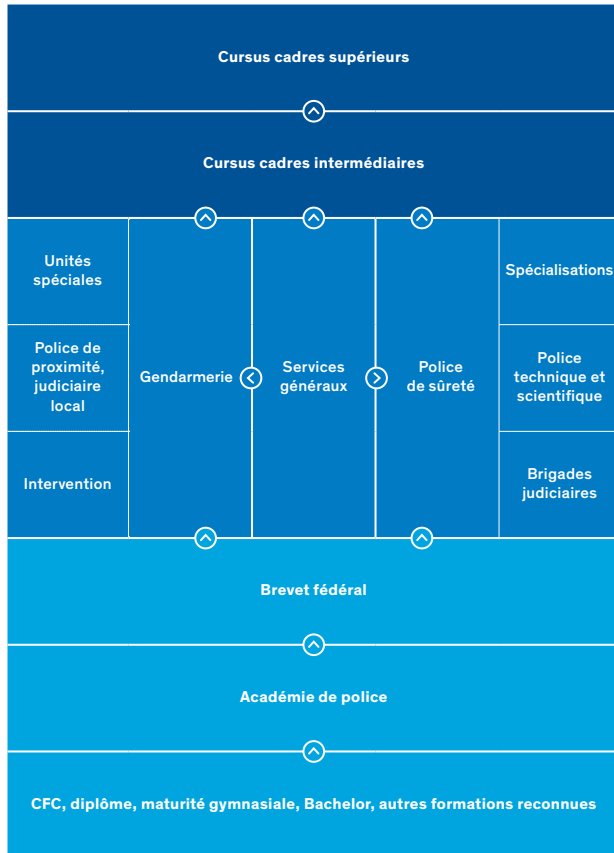 Cursus cadres supérieurs
Cursus cadres intermédiaires
Unités
spéciales
Police de
proximité,
judiciaire
local
Intervention
Gendarmerie
Services
généraux
Police
de sûreté
Spécialisations
Police
technique et
scientifique
Brigades
judiciaires
Brevet fédéral
Académie de police
CFC, diplôme, maturité gymnasiale, Bachelor, autres formations reconnues